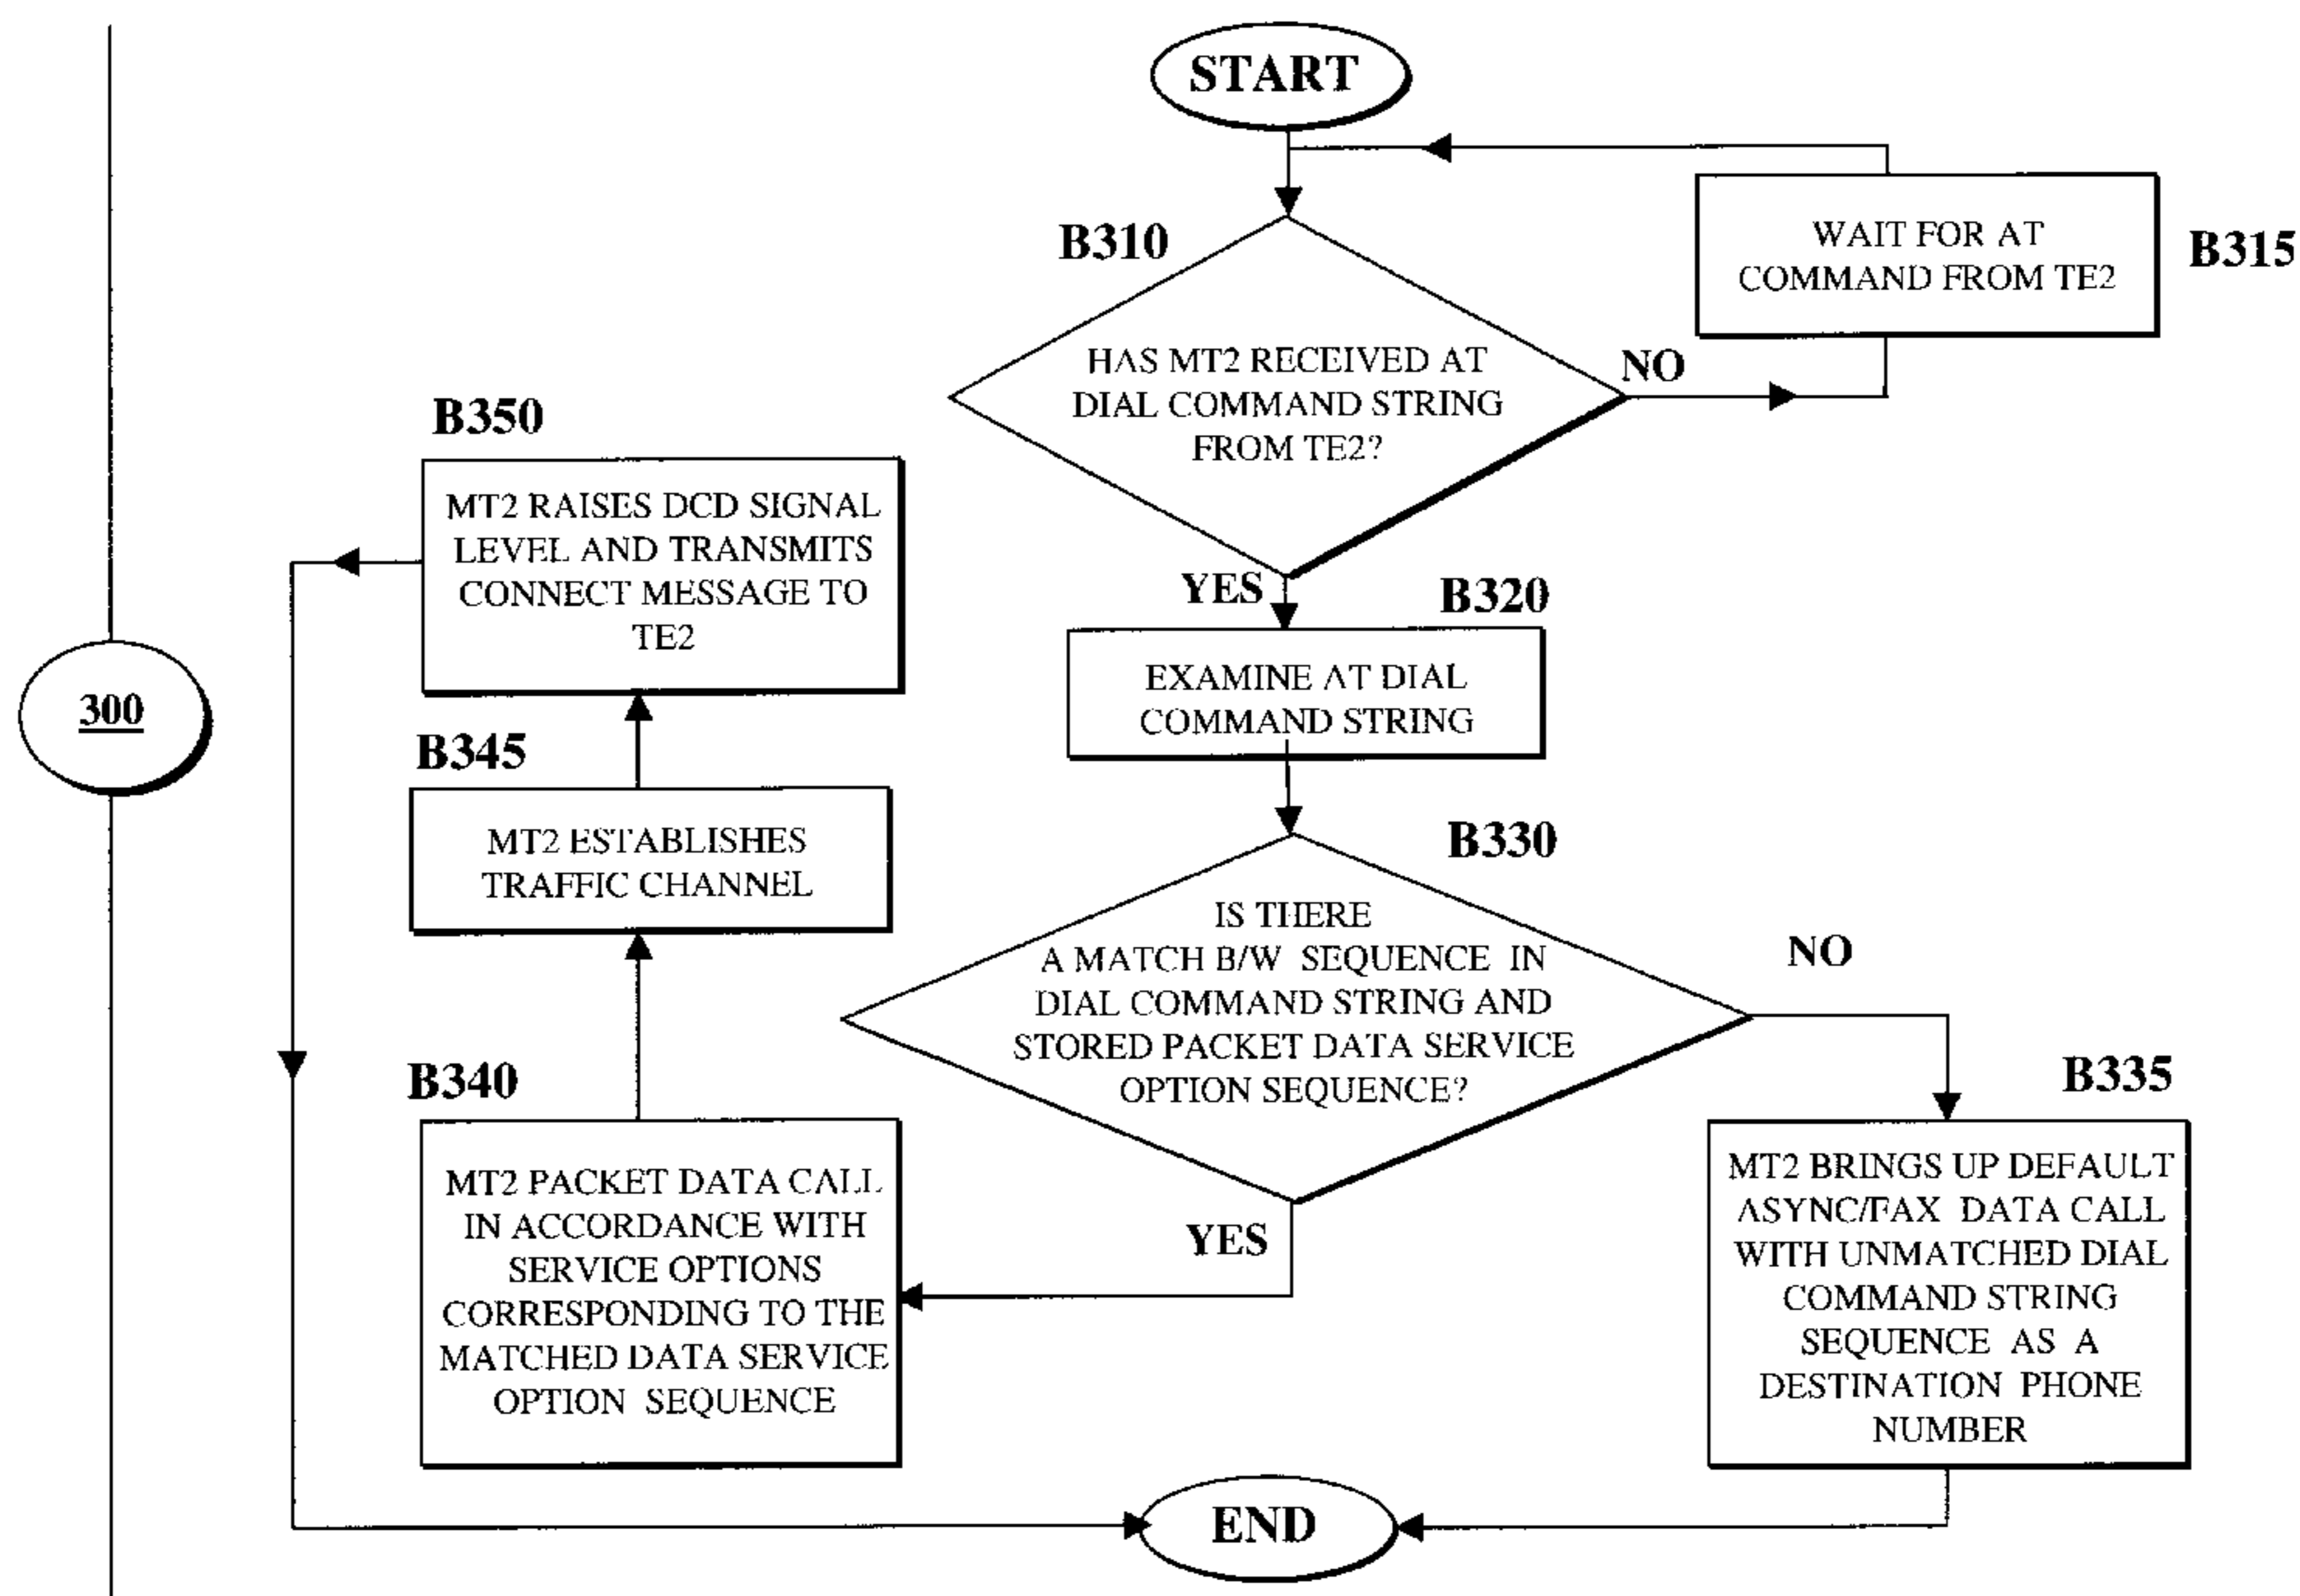 START
B310
WAIT FOR AT
COMMAND FROM TE2
B315
HAS MT2 RECEIVED AT
DIAL COMMAND STRING
FROM TE2?
NO
YES
B320
EXAMINE AT DIAL
COMMAND STRING
B330
IS THERE
A MATCH B/W SEQUENCE IN
DIAL COMMAND STRING AND
STORED PACKET DATA SERVICE
OPTION SEQUENCE?
NO
YES
B335
MT2 BRINGS UP DEFAULT
ASYNC/FAX DATA CALL
WITH UNMATCHED DIAL
COMMAND STRING
SEQUENCE AS A
DESTINATION PHONE
NUMBER
B340
MT2 PACKET DATA CALL
IN ACCORDANCE WITH
SERVICE OPTIONS
CORRESPONDING TO THE
MATCHED DATA SERVICE
OPTION SEQUENCE
B345
MT2 ESTABLISHES
TRAFFIC CHANNEL
B350
MT2 RAISES DCD SIGNAL
LEVEL AND TRANSMITS
CONNECT MESSAGE TO
TE2
END
300